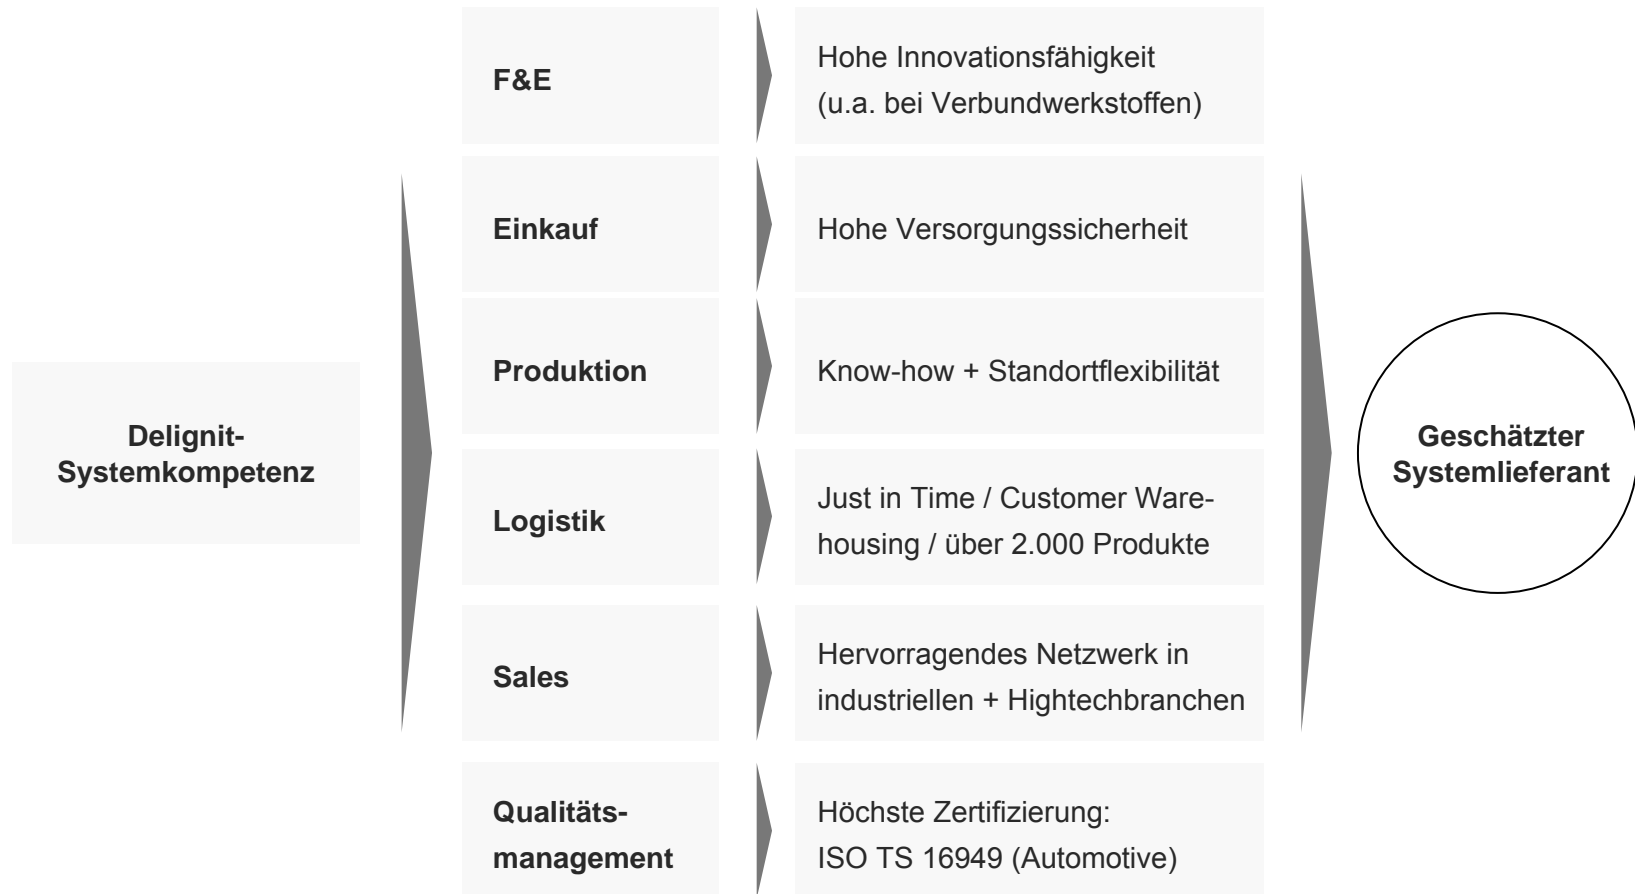 Delignit-
Systemkompetenz
F&E
Hohe Innovationsfähigkeit
(u.a. bei Verbundwerkstoffen)
Einkauf
Hohe Versorgungssicherheit
Produktion
Know-how + Standortflexibilität
Logistik
Just in Time / Customer Ware-
housing / über 2.000 Produkte
Sales
Hervorragendes Netzwerk in
industriellen + Hightechbranchen
Qualitäts-
management
Höchste Zertifizierung:
ISO TS 16949 (Automotive)
Geschätzter
Systemlieferant